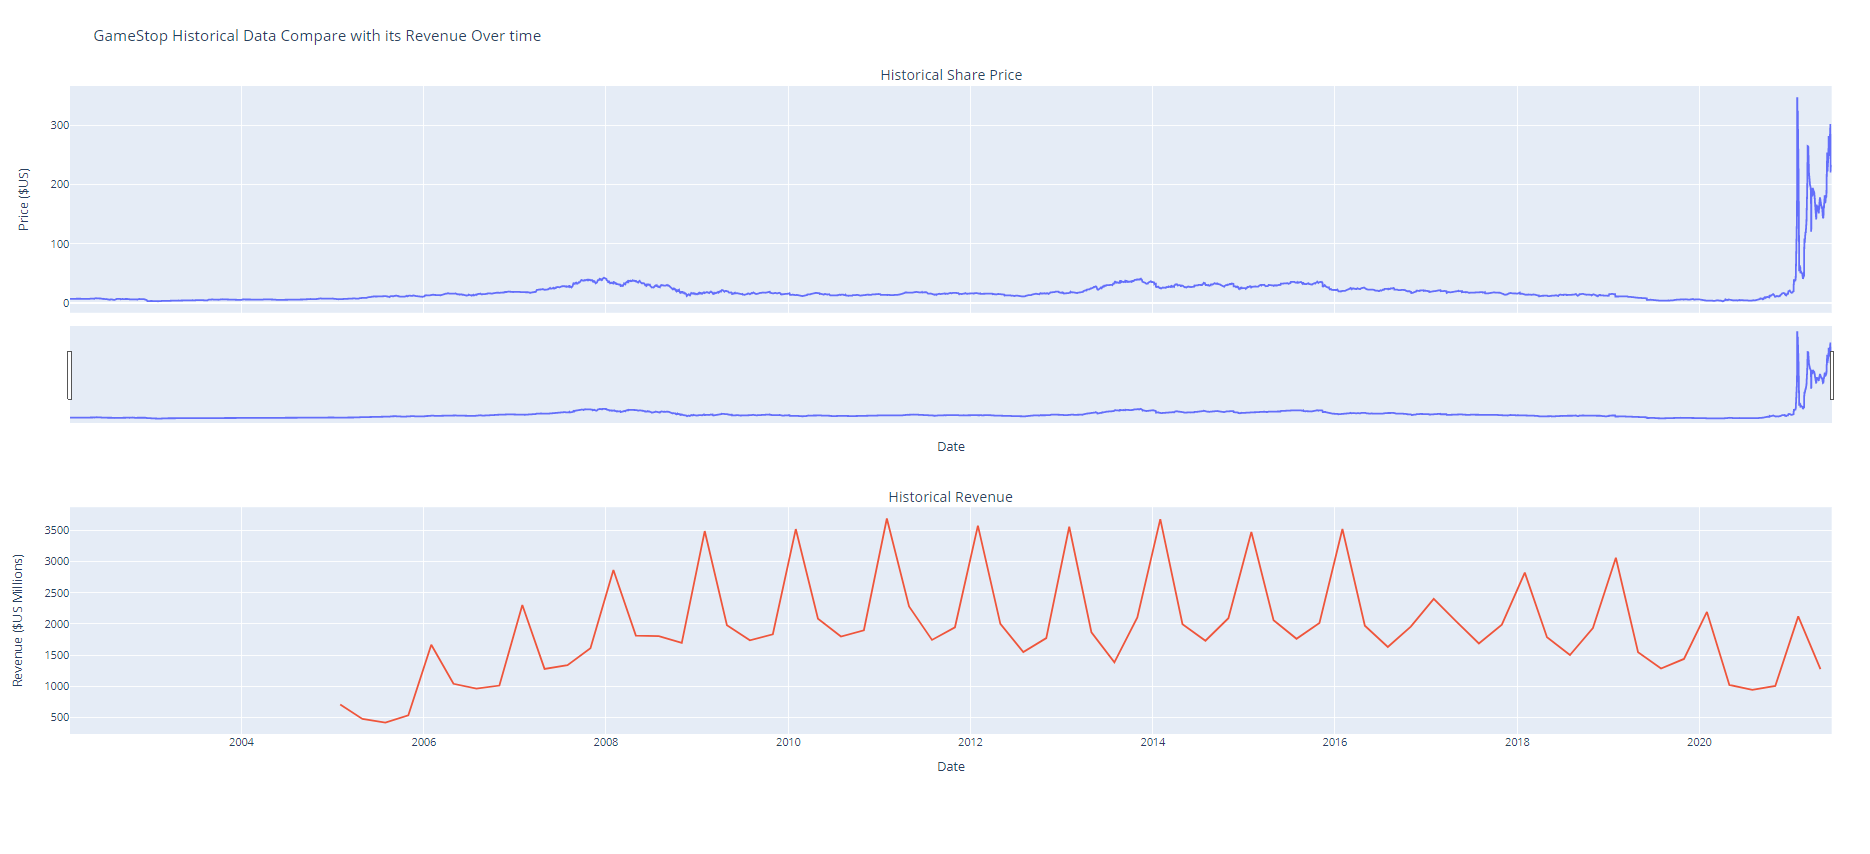 GameStop Historical Data Compare with its Revenue Over time
Historical Share Price
300
200
100
0
Price ($US)
Date
Historical Revenue
3500
3000
2500
2000
1500
1000
500
Revenue ($US Millions)
2004 2006 2008 2010 2012 2014 2016 2018 2020
Date